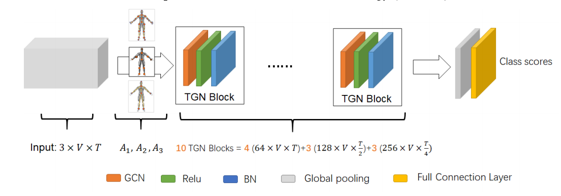 TGN Block
......
TGN Block
Class scores
Input: 3 × V × T
A₁, A₂, A₃
10 TGN Blocks = 4 (64 × V × T)+3 (128 × V × T/2)+3 (256 × V × T/4)
GCN
Relu
BN
Global pooling
Full Connection Layer